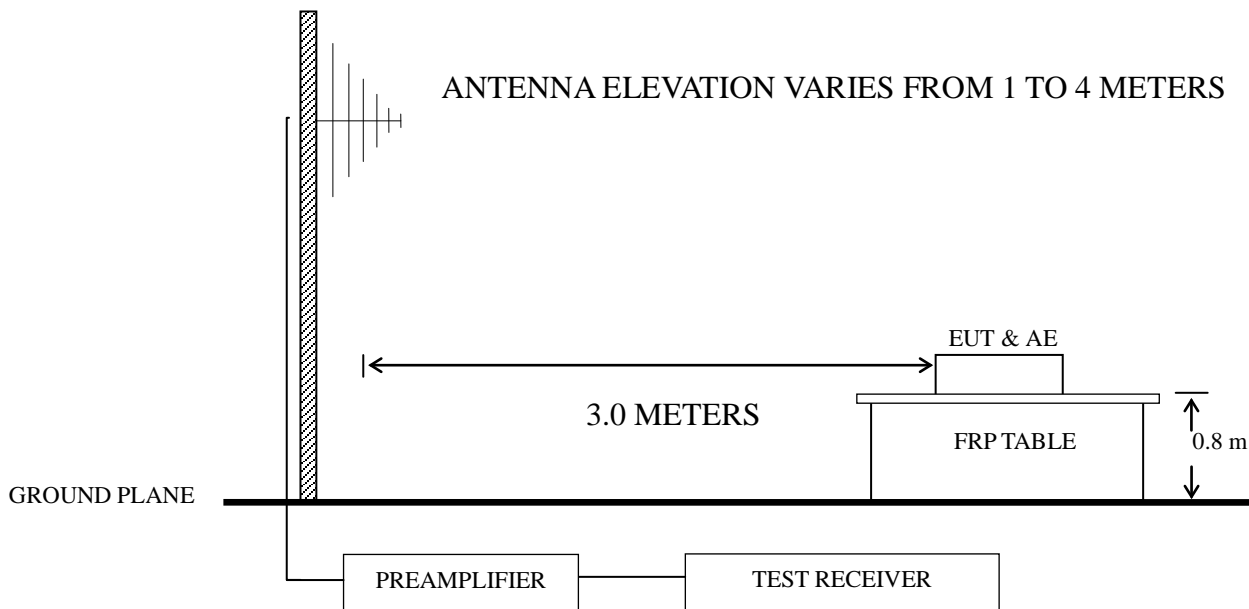 ANTENNA ELEVATION VARIES FROM 1 TO 4 METERS
EUT & AE
3.0 METERS
FRP TABLE
0.8 m
GROUND PLANE
PREAMPLIFIER
TEST RECEIVER